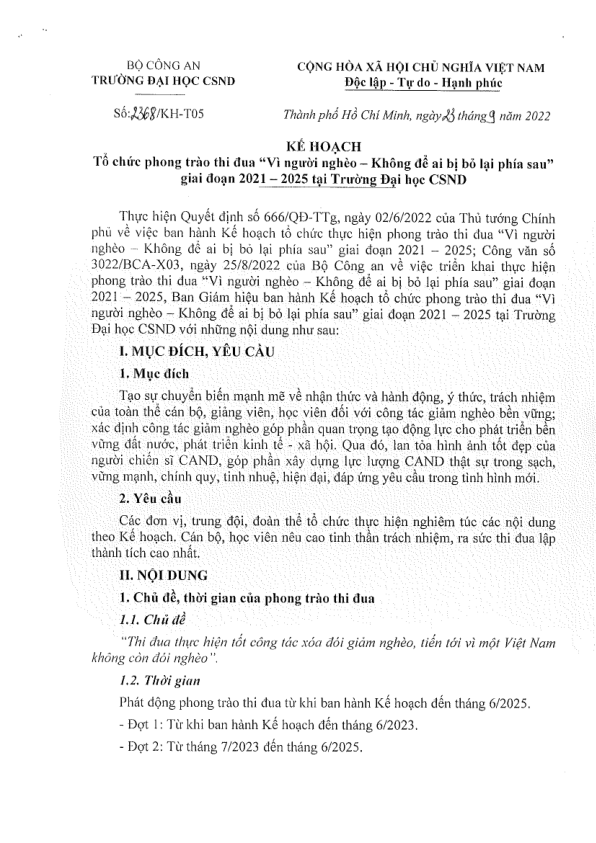 BỘ CÔNG AN
TRƯỜNG ĐẠI HỌC CSND
CỘNG HÒA XÃ HỘI CHỦ NGHĨA VIỆT NAM
Độc lập - Tự do - Hạnh phúc
Số:2368/KH-T05
Thành phố Hồ Chí Minh, ngày 23 tháng 9 năm 2022
KẾ HOẠCH
Tổ chức phong trào thi đua “Vì người nghèo – Không để ai bị bỏ lại phía sau”
giai đoạn 2021 – 2025 tại Trường Đại học CSND
Thực hiện Quyết định số 666/QĐ-TTg, ngày 02/6/2022 của Thủ tướng Chính
phủ về việc ban hành Kế hoạch tổ chức thực hiện phong trào thi đua “Vì người
nghèo – Không để ai bị bỏ lại phía sau” giai đoạn 2021 – 2025; Công văn số
3022/BCA-X03, ngày 25/8/2022 của Bộ Công an về việc triển khai thực hiện
phong trào thi đua “Vì người nghèo – Không để ai bị bỏ lại phía sau” giai đoạn
2021 – 2025, Ban Giám hiệu ban hành Kế hoạch tổ chức phong trào thi đua “Vì
người nghèo – Không để ai bị bỏ lại phía sau” giai đoạn 2021 – 2025 tại Trường
Đại học CSND với những nội dung như sau:
I. MỤC ĐÍCH, YÊU CẦU
1. Mục đích
Tạo sự chuyển biến mạnh mẽ về nhận thức và hành động, ý thức, trách nhiệm
của toàn thể cán bộ, giảng viên, học viên đối với công tác giảm nghèo bền vững;
xác định công tác giảm nghèo góp phần quan trọng tạo động lực cho phát triển bền
vững đất nước, phát triển kinh tế - xã hội. Qua đó, lan tỏa hình ảnh tốt đẹp của
người chiến sĩ CAND, góp phần xây dựng lực lượng CAND thật sự trong sạch,
vững mạnh, chính quy, tinh nhuệ, hiện đại, đáp ứng yêu cầu trong tình hình mới.
2. Yêu cầu
Các đơn vị, trung đội, đoàn thể tổ chức thực hiện nghiêm túc các nội dung
theo Kế hoạch. Cán bộ, học viên nêu cao tinh thần trách nhiệm, ra sức thi đua lập
thành tích cao nhất.
II. NỘI DUNG
1. Chủ đề, thời gian của phong trào thi đua
1.1. Chủ đề
“Thi đua thực hiện tốt công tác xóa đói giảm nghèo, tiến tới vì một Việt Nam
không còn đói nghèo”.
1.2. Thời gian
Phát động phong trào thi đua từ khi ban hành Kế hoạch đến tháng 6/2025.
- Đợt 1: Từ khi ban hành Kế hoạch đến tháng 6/2023.
- Đợt 2: Từ tháng 7/2023 đến tháng 6/2025.